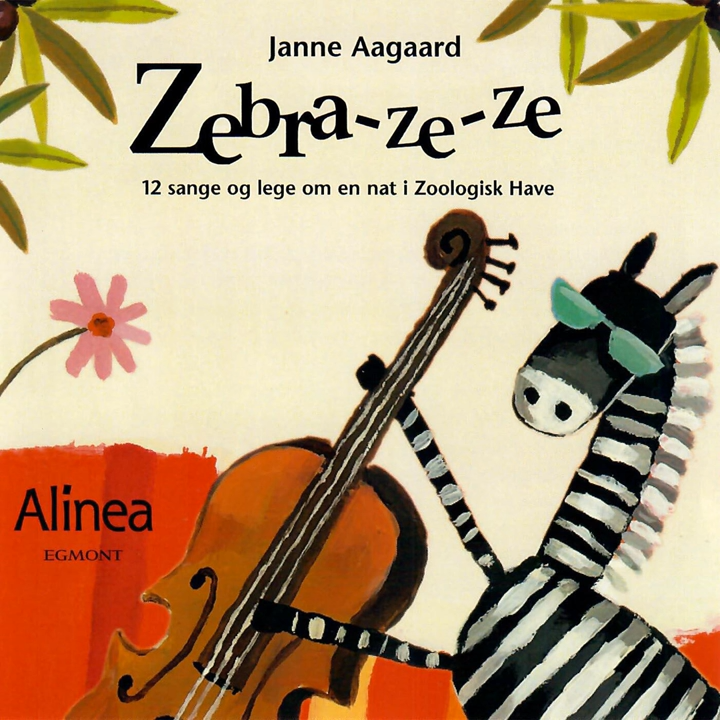 Janne Aagaard
Zebra-ze-ze
12 sange og lege om en nat i Zoologisk Have
Alinea
EGMONT